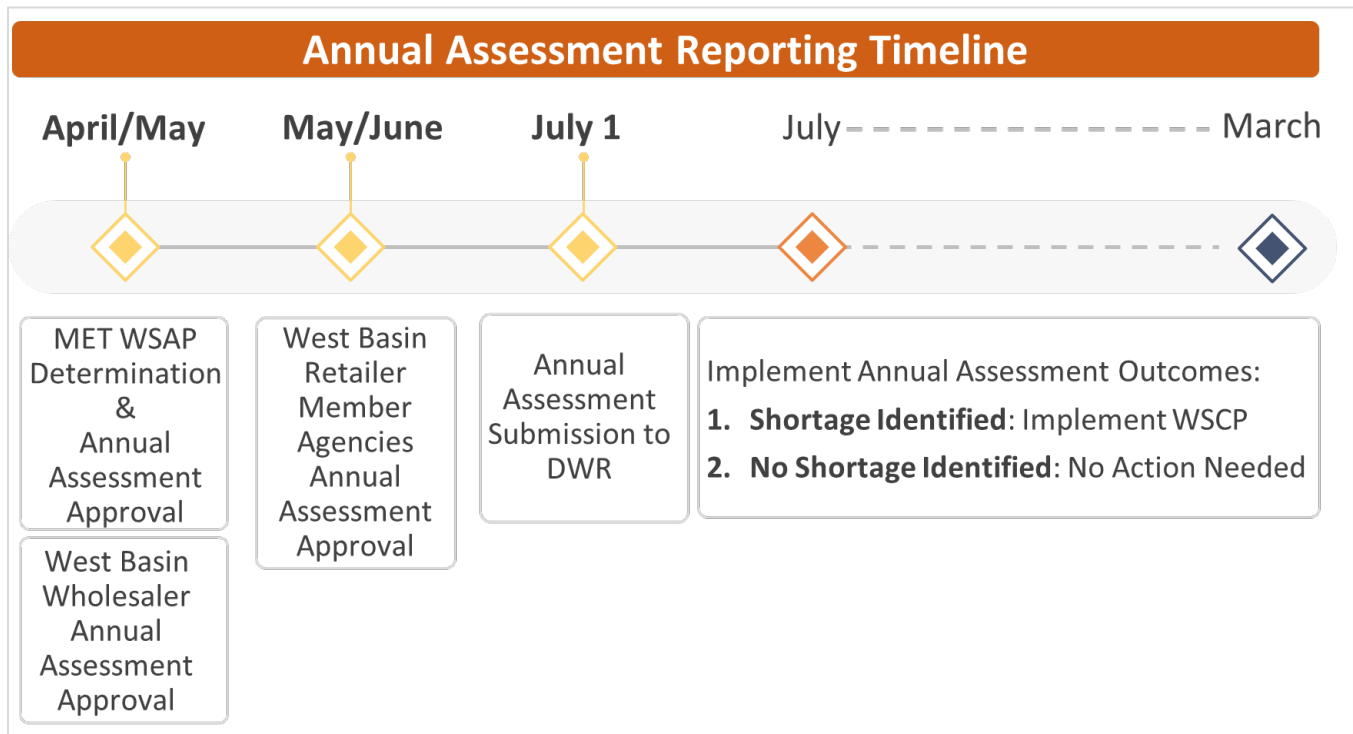 Annual Assessment Reporting Timeline
April/May
May/June
July 1
July
March
MET WSAP
Determination
&
Annual
Assessment
Approval
West Basin
Wholesaler
Annual
Assessment
Approval
West Basin
Retailer
Member
Agencies
Annual
Assessment
Approval
Annual
Assessment
Submission to
DWR
Implement Annual Assessment Outcomes:
1. Shortage Identified: Implement WSCP
2. No Shortage Identified: No Action Needed